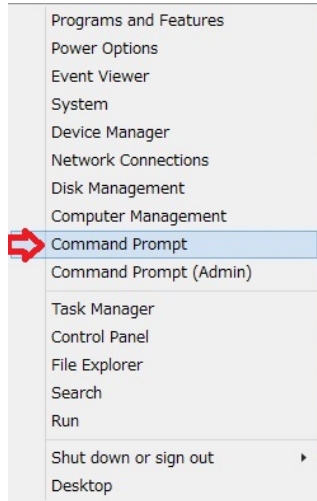 Programs and Features
Power Options
Event Viewer
System
Device Manager
Network Connections
Disk Management
Computer Management
Command Prompt
Command Prompt (Admin)
Task Manager
Control Panel
File Explorer
Search
Run
Shut down or sign out
Desktop